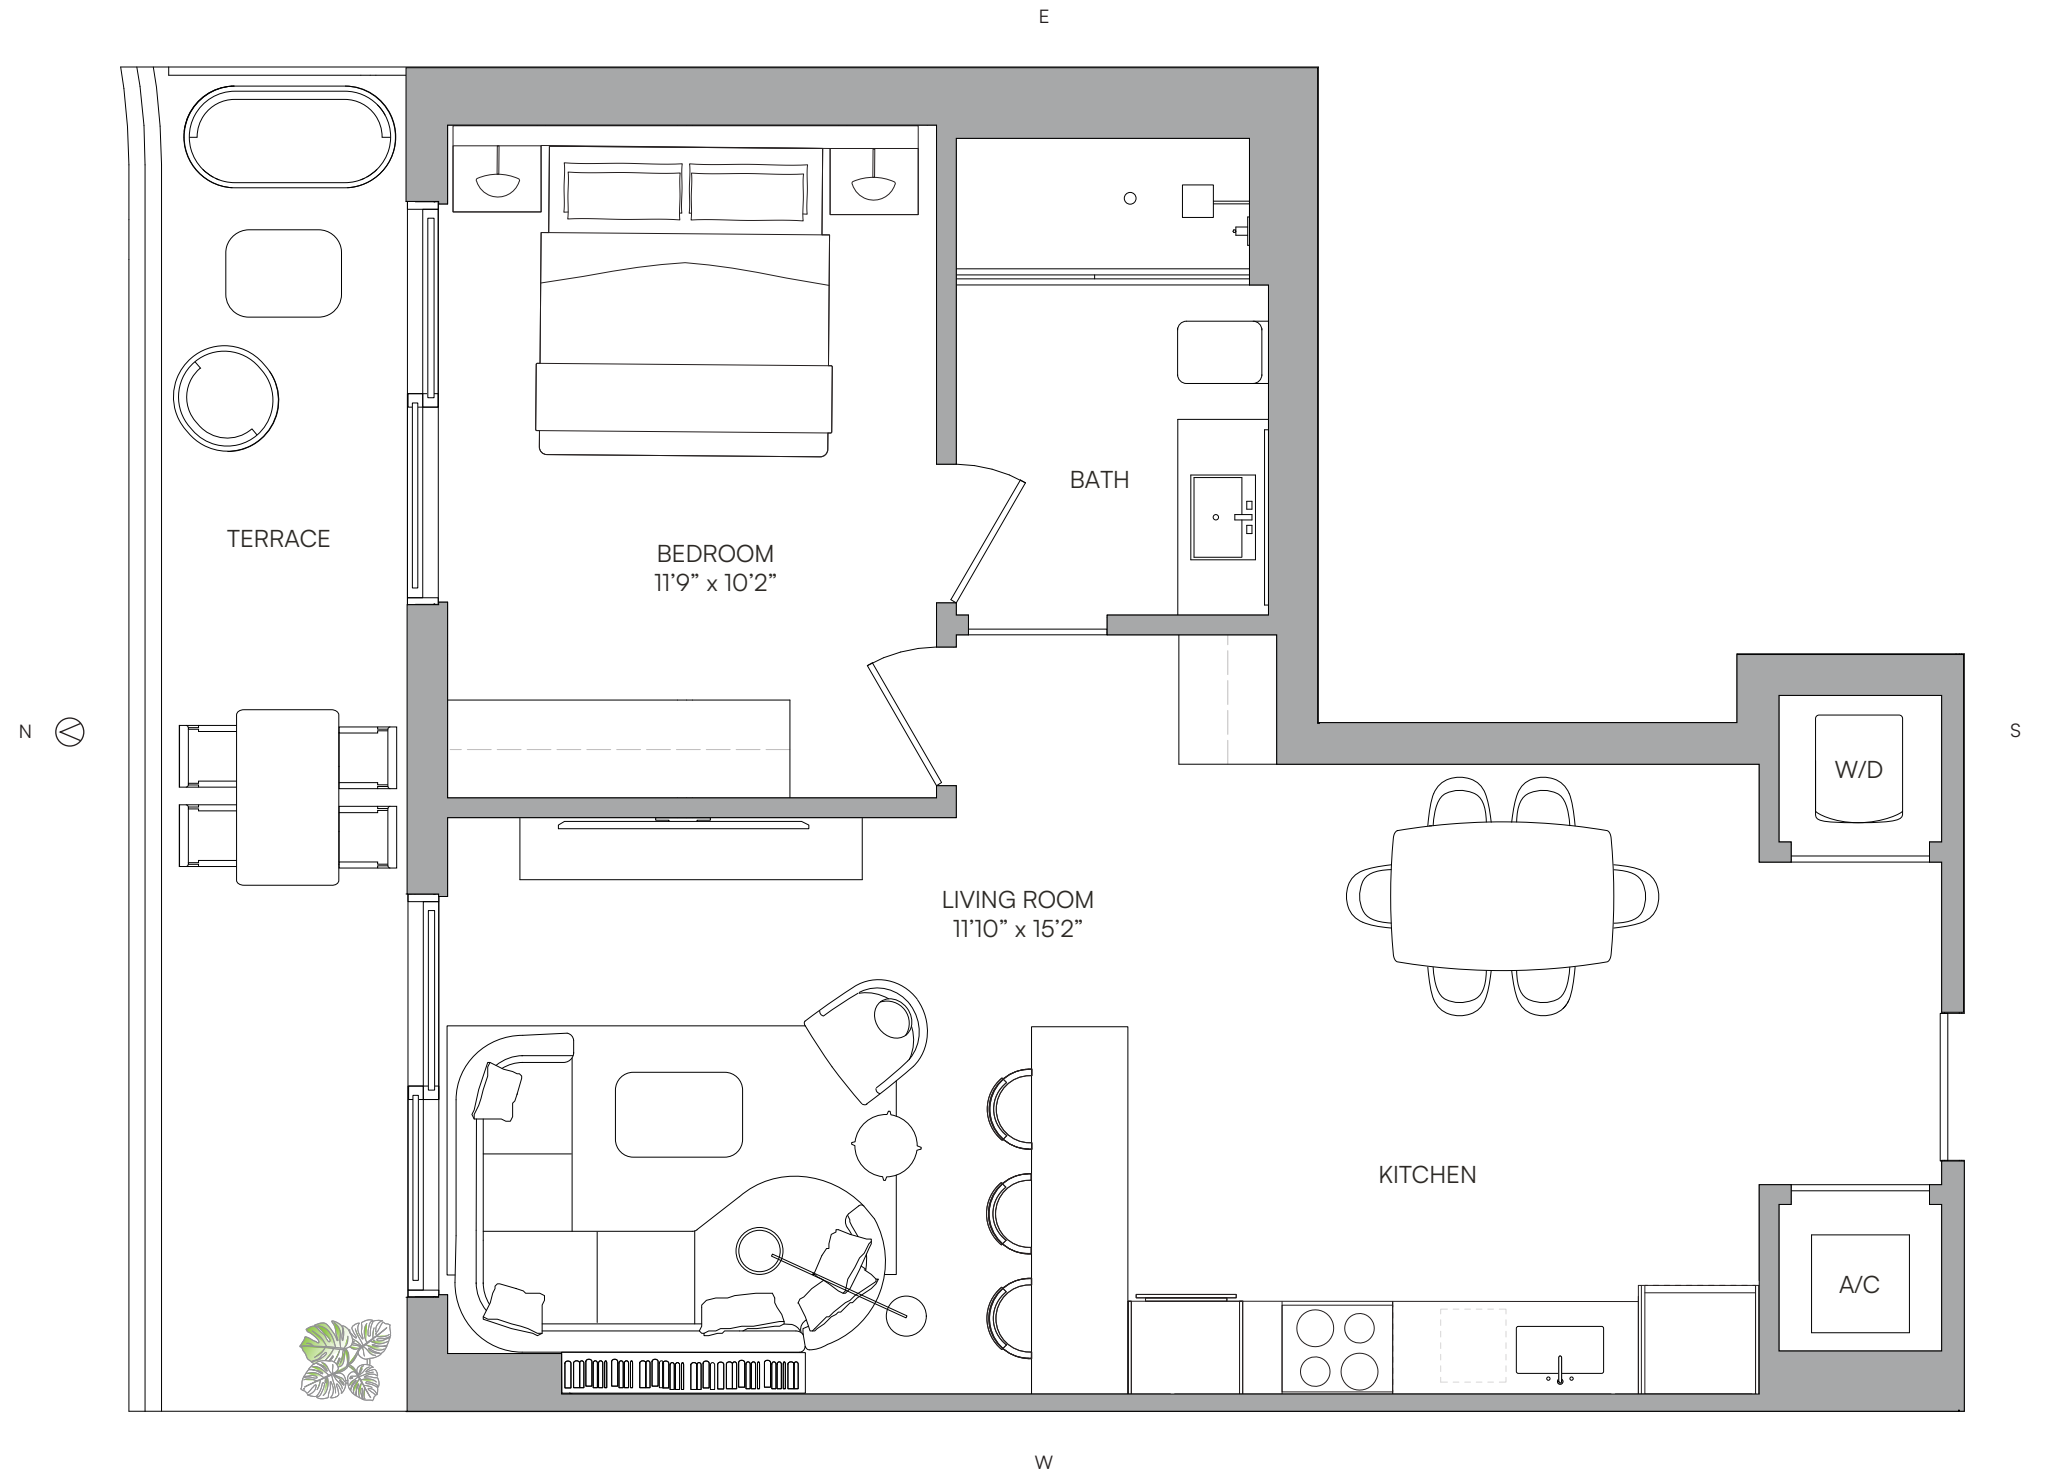 E
TERRACE
BEDROOM
11’9” x 10’2”
BATH
N
S
W/D
LIVING ROOM
11’10” x 15’2”
KITCHEN
A/C
W